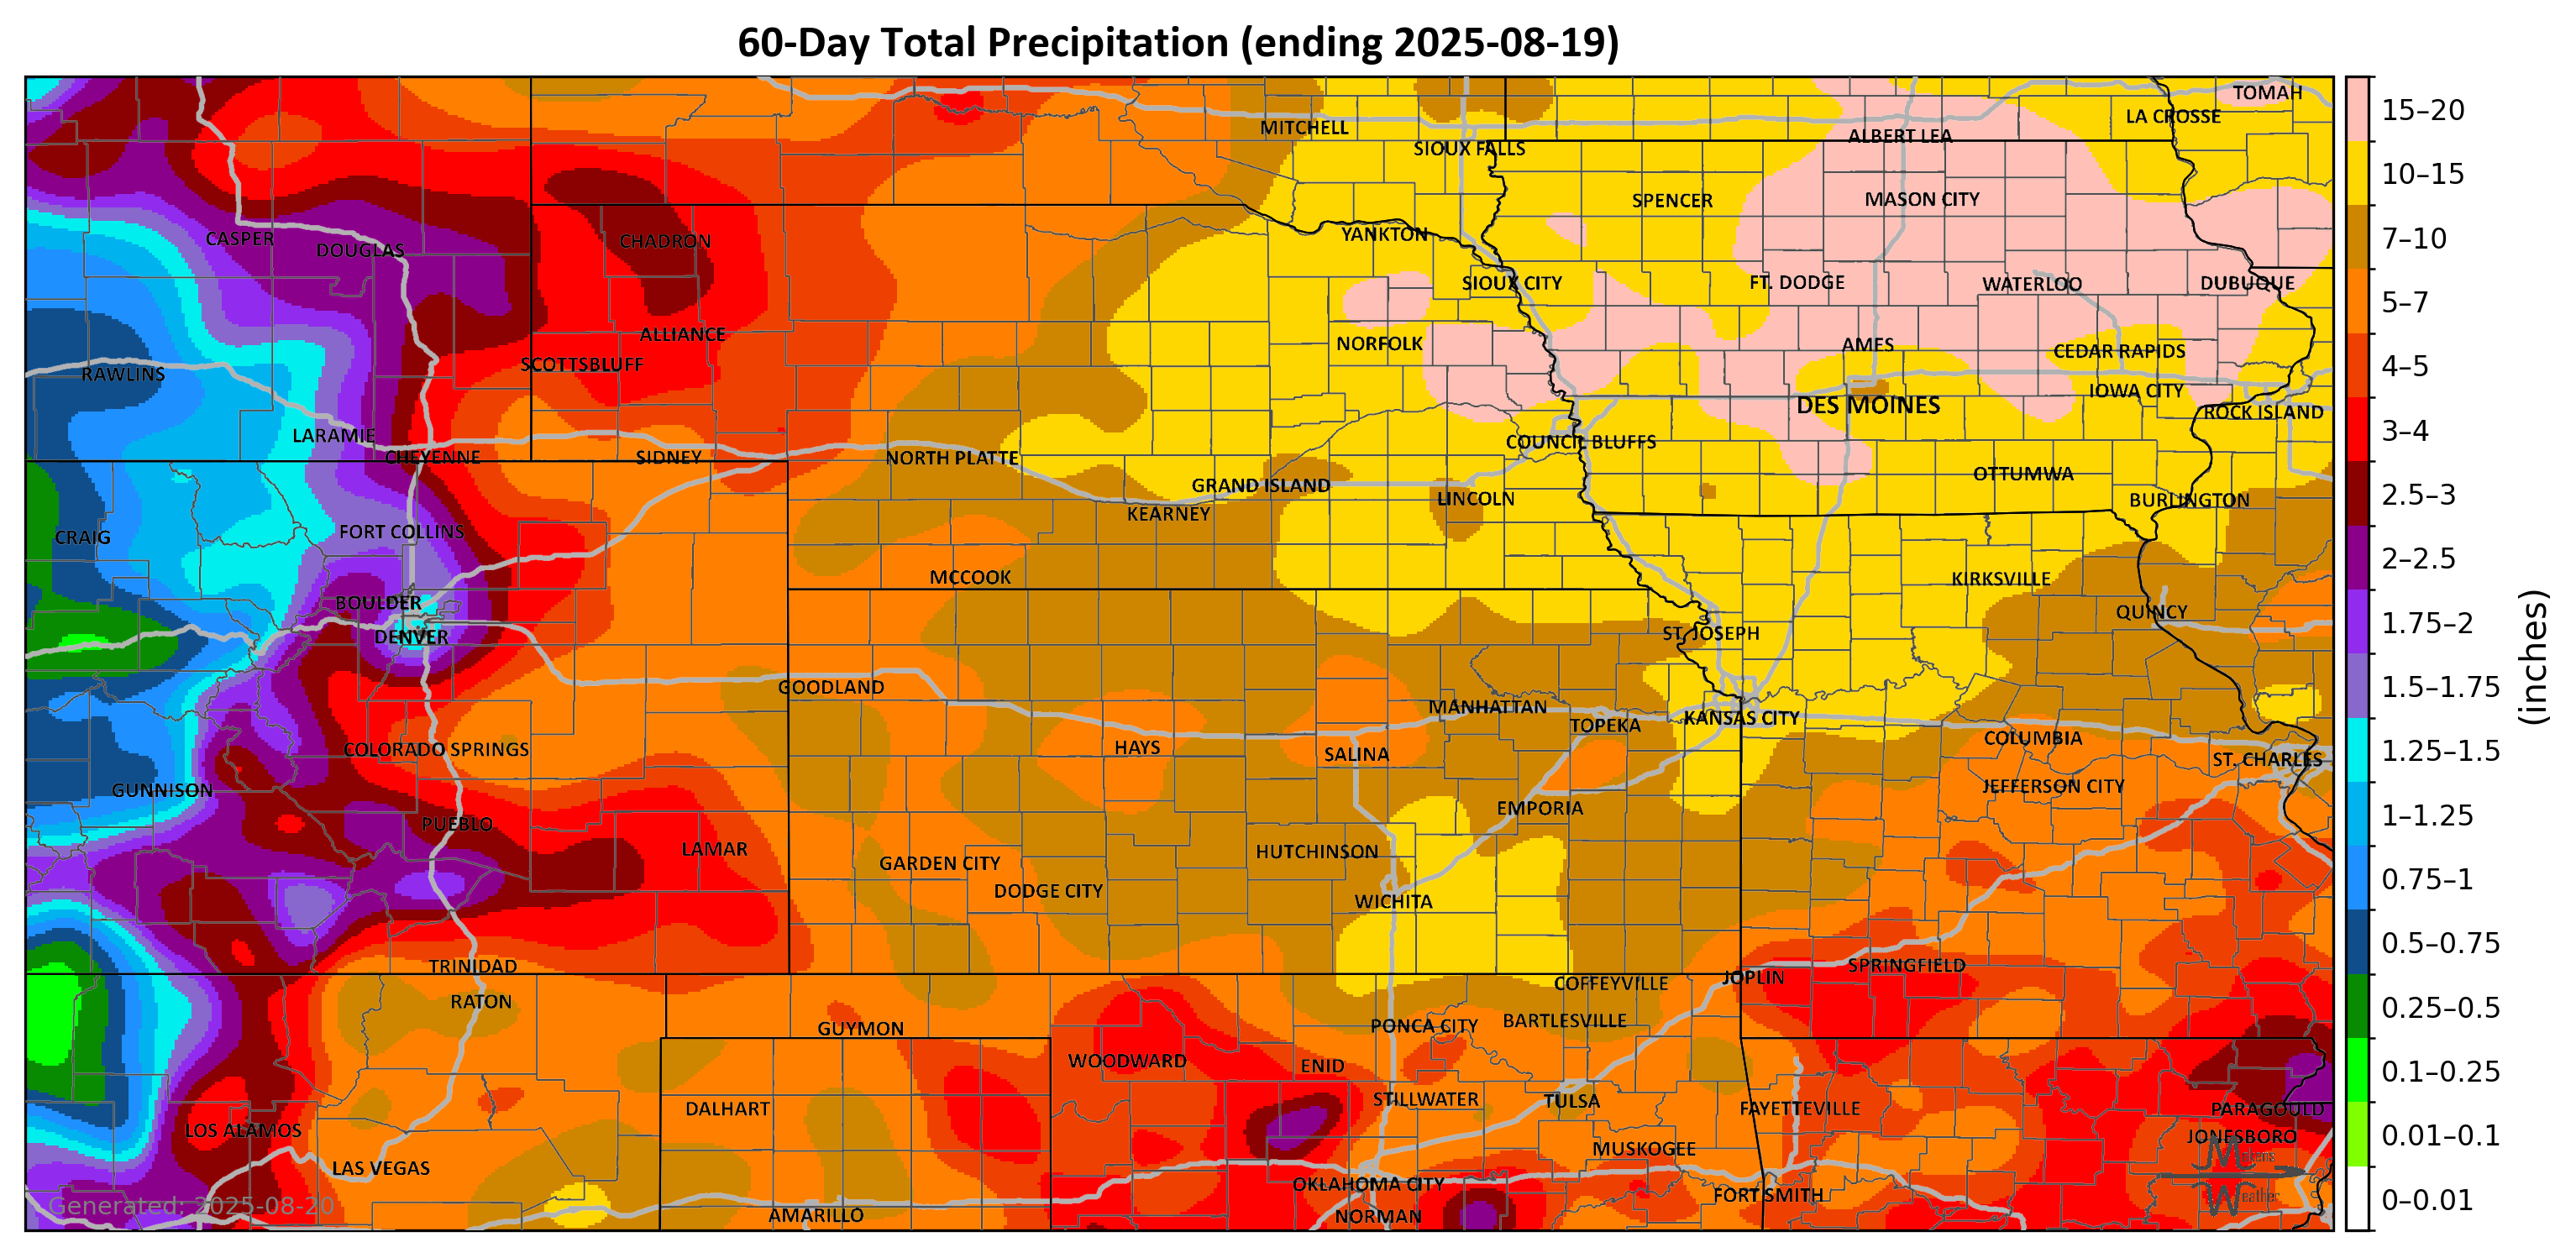 60-Day Total Precipitation (ending 2025-08-19)
TOMAH
LA CROSSE
MITCHELL
ALBERT LEA
SIOUX FALLS
SPENCER
MASON CITY
YANKTON
CASPER
CHADRON
DOUGLAS
SIOUX CITY
FT. DODGE
WATERLOO
DUBUQUE
ALLIANCE
NORFOLK
AMES
CEDAR RAPIDS
SCOTTSBLUFF
RAWLINS
IOWA CITY
DES MOINES
ROCK ISLAND
LARAMIE
COUNCIL BLUFFS
CHEYENNE
SIDNEY
NORTH PLATTE
OTTUMWA
GRAND ISLAND
LINCOLN
BURLINGTON
KEARNEY
FORT COLLINS
CRAIG
MCCOOK
KIRKSVILLE
BOULDER
QUINCY
DENVER
ST. JOSEPH
GOODLAND
MANHATTAN
KANSAS CITY
TOPEKA
COLUMBIA
COLORADO SPRINGS
HAYS
SALINA
ST. CHARLES
GUNNISON
JEFFERSON CITY
EMPORIA
PUEBLO
LAMAR
HUTCHINSON
GARDEN CITY
DODGE CITY
WICHITA
TRINIDAD
SPRINGFIELD
JOPLIN
COFFEYVILLE
RATON
BARTLESVILLE
GUYMON
PONCA CITY
WOODWARD
ENID
STILLWATER
TULSA
DALHART
FAYETTEVILLE
PARAGOULD
LOS ALAMOS
JONESBORO
MUSKOGEE
LAS VEGAS
OKLAHOMA CITY
FORT SMITH
AMARILLO
NORMAN
Generated: 2025-08-20
15–20
10–15
7–10
5–7
4–5
3–4
2.5–3
2–2.5
1.75–2
1.5–1.75
1.25–1.5
1–1.25
0.75–1
0.5–0.75
0.25–0.5
0.1–0.25
0.01–0.1
0–0.01
(inches)